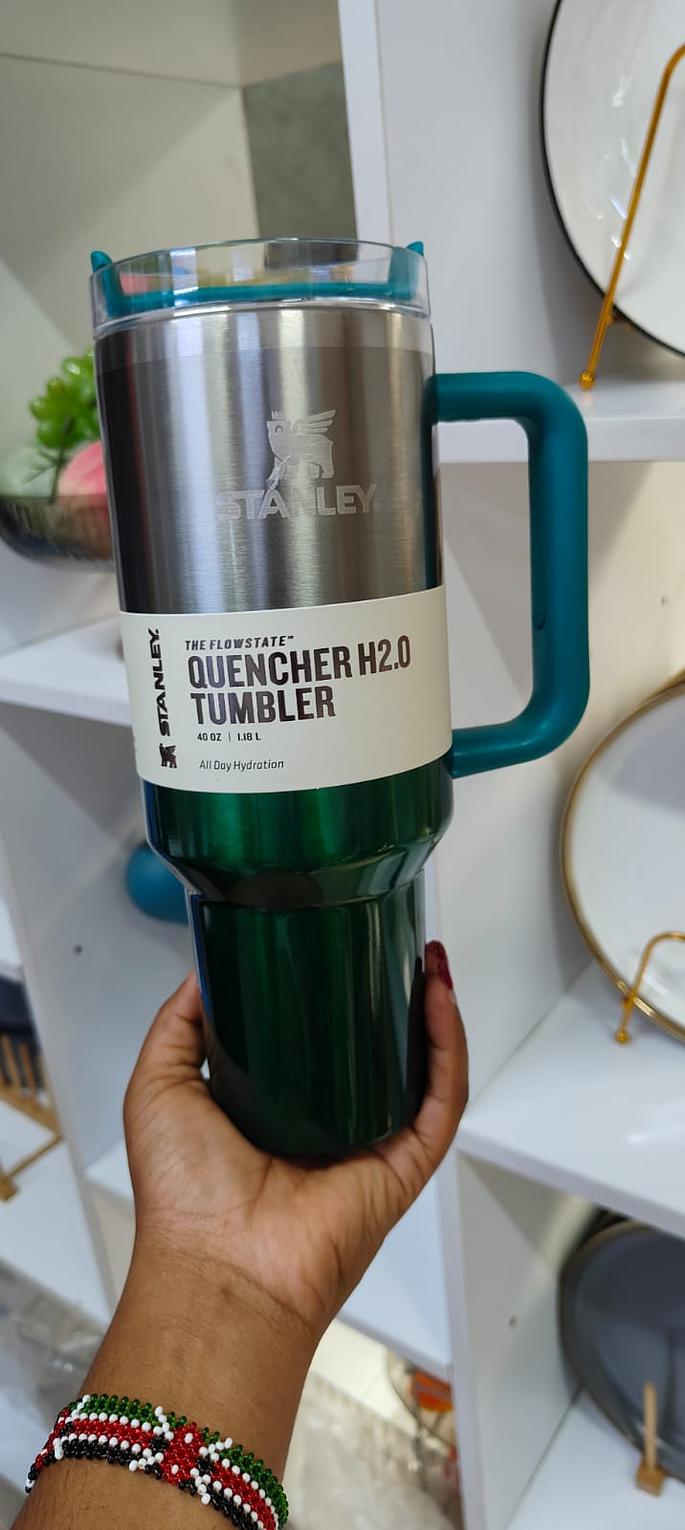 STANLEY
STANLEY.
THE FLOWSTATE™
QUENCHER H2.0
TUMBLER
40 OZ | 1.18 L
All Day Hydration